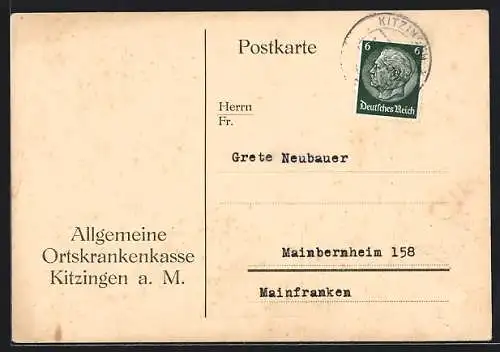 Postkarte
KITZINGEN
6 6
Deutsches Reich
Herrn
Fr.
Grete Neubauer
Allgemeine
Ortskrankenkasse
Kitzingen a. M.
Mainbernheim 158
Mainfranken